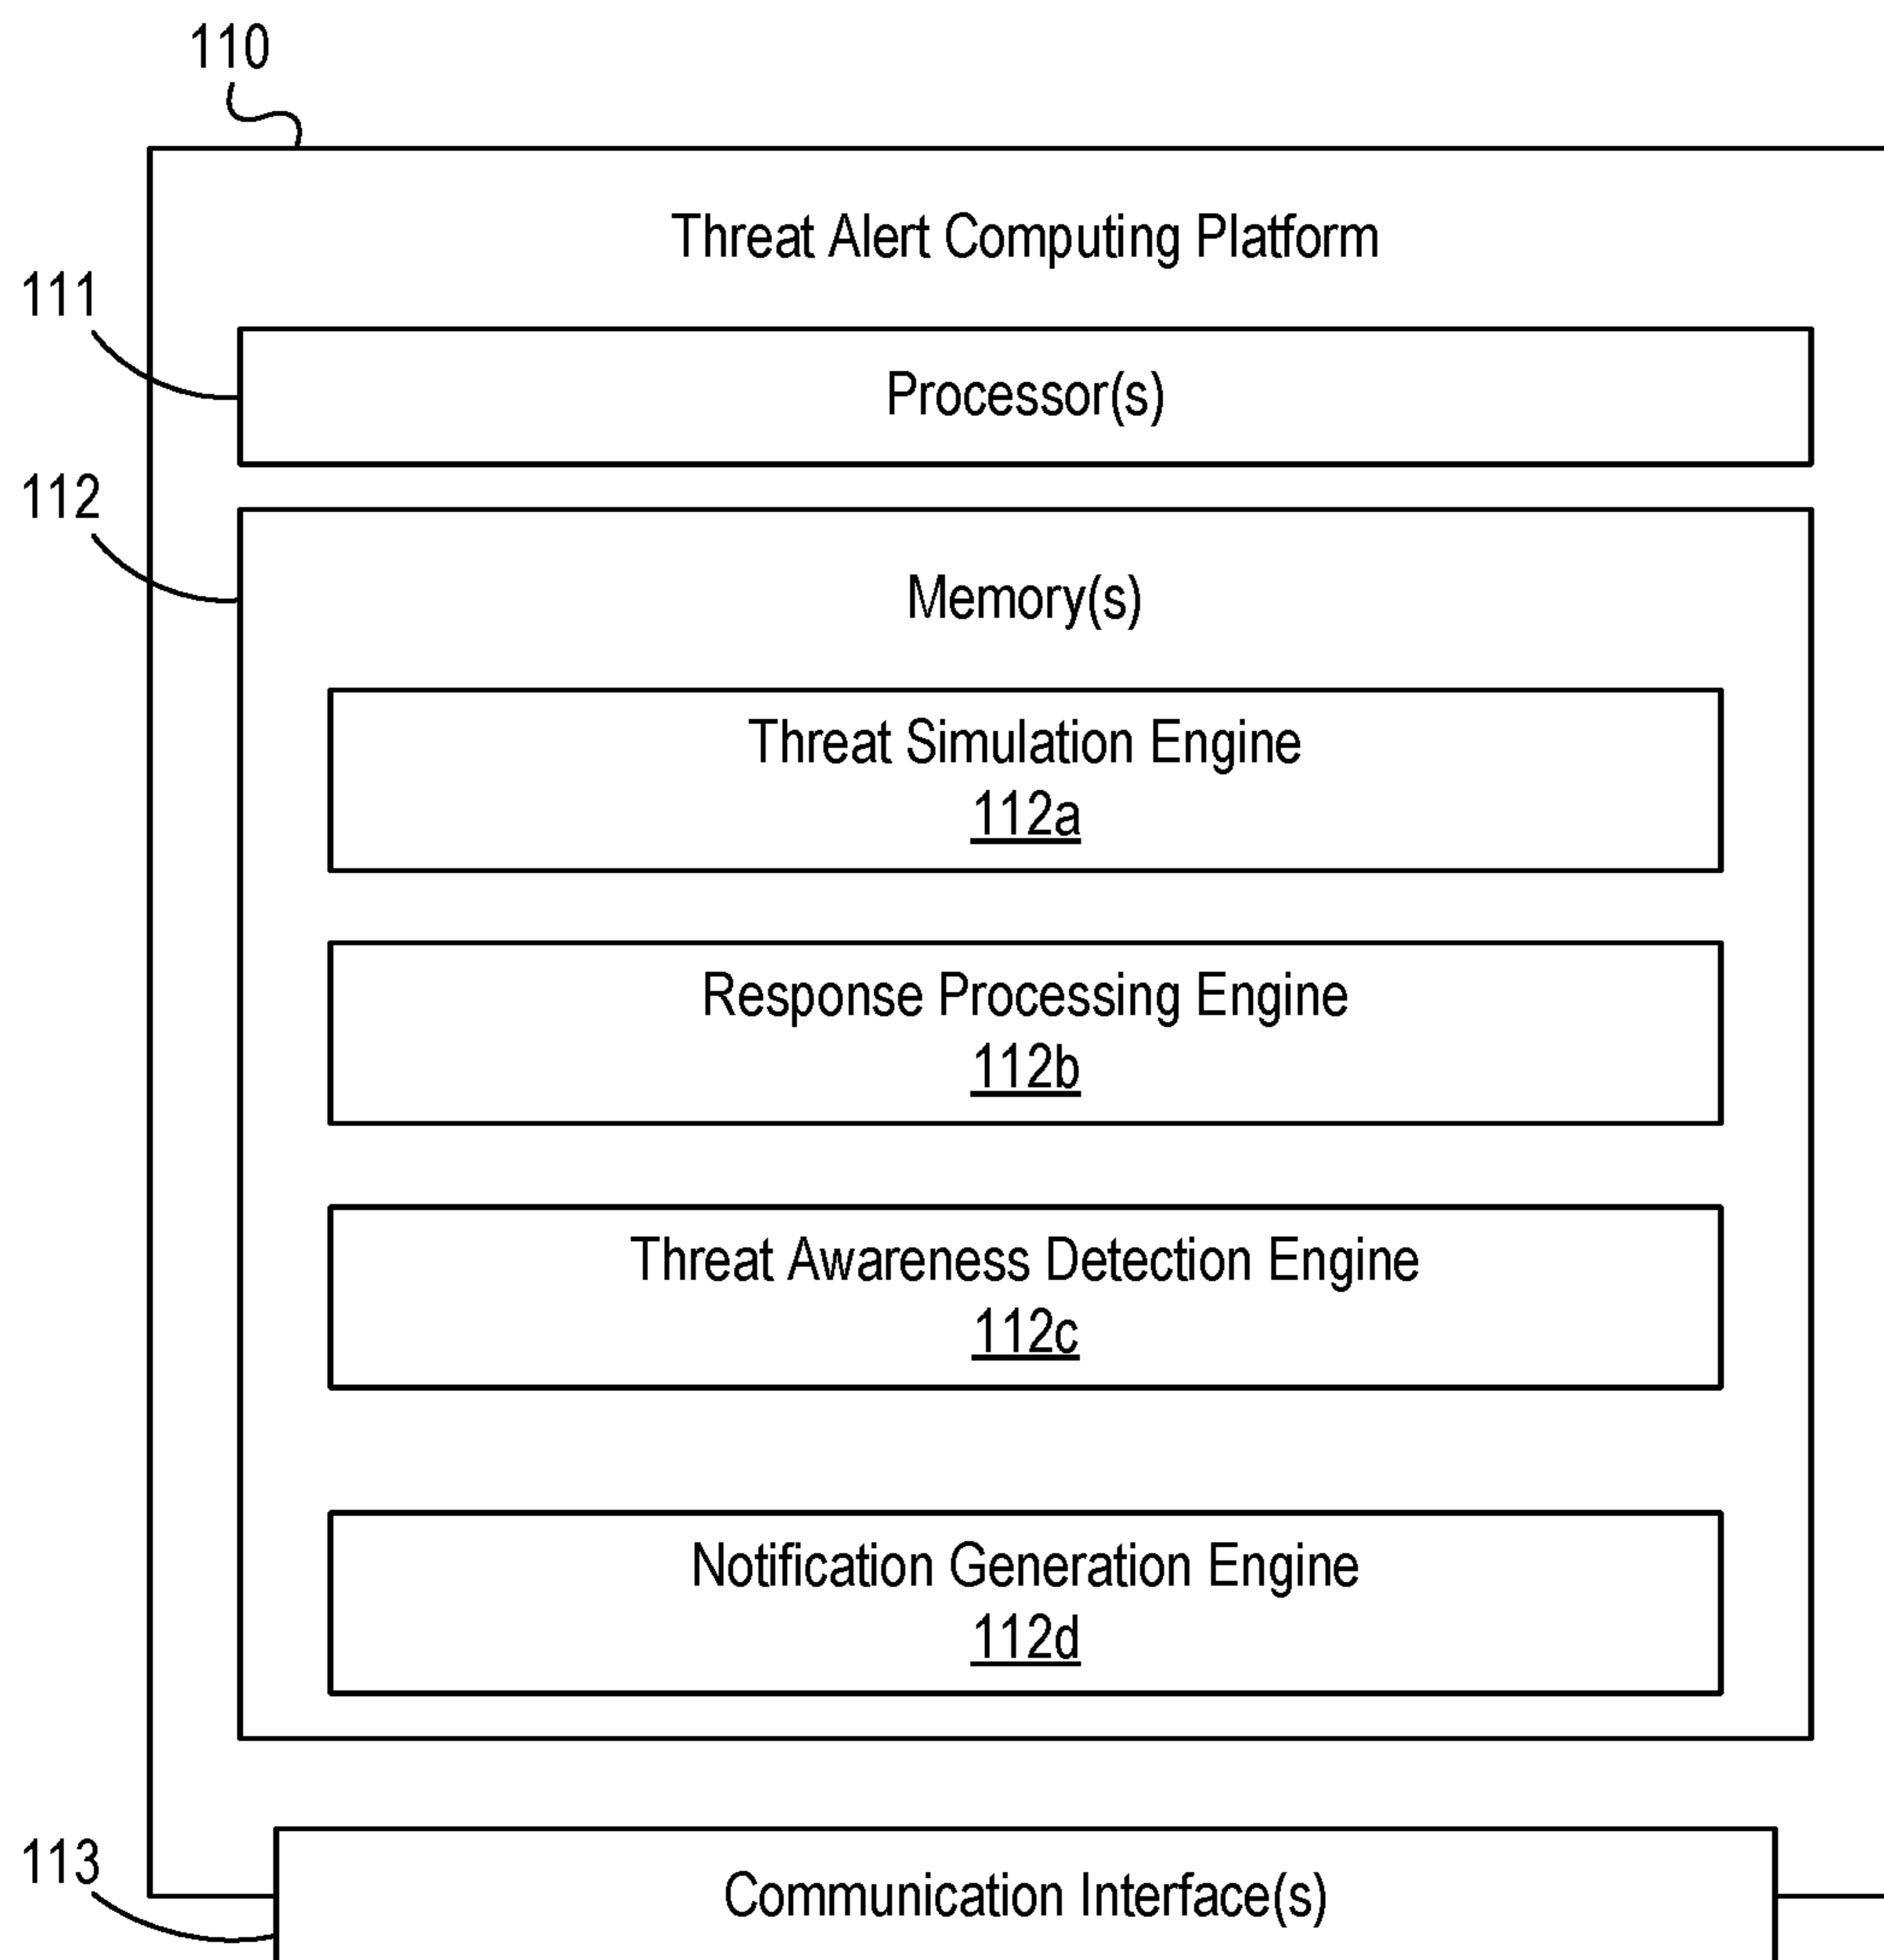 110
Threat Alert Computing Platform
111
Processor(s)
112
Memory(s)
Threat Simulation Engine
112a
Response Processing Engine
112b
Threat Awareness Detection Engine
112c
Notification Generation Engine
112d
113
Communication Interface(s)